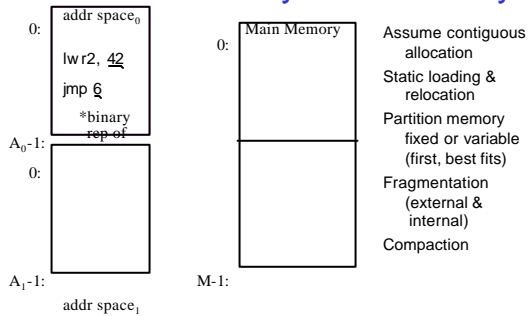 addr space0
0:
lw r2, 42
jmp 6
*binary
rep of
A0-1:
0:
A1-1:
addr space1
Main Memory
0:
M-1:
Assume contiguous
allocation
Static loading &
relocation
Partition memory
fixed or variable
(first, best fits)
Fragmentation
(external &
internal)
Compaction